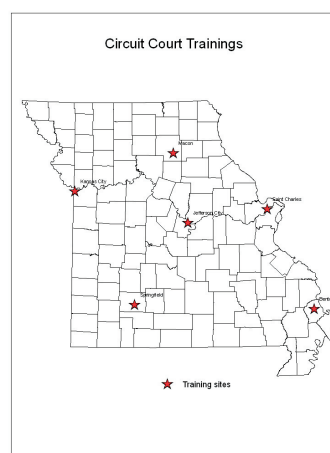 Circuit Court Trainings
Macon
Kansas City
Saint Charles
Jefferson City
Springfield
Training sites